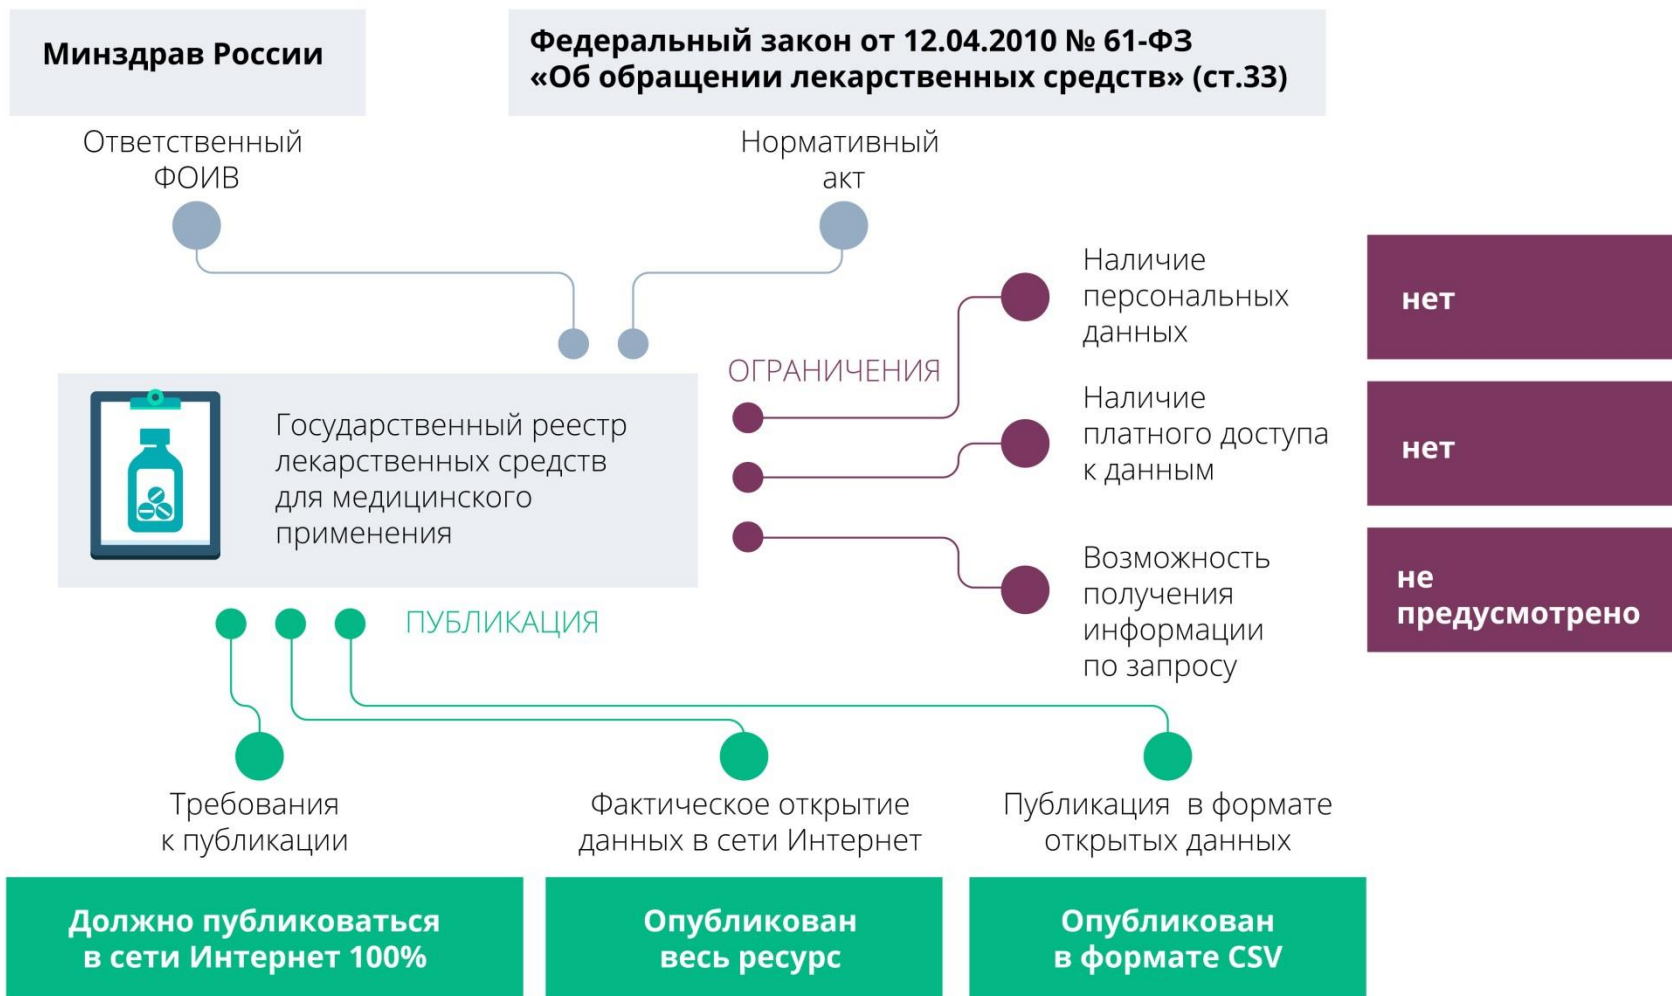 Минздрав России
Федеральный закон от 12.04.2010 № 61-ФЗ
«Об обращении лекарственных средств» (ст.33)
Ответственный
ФОИВ
Нормативный
акт
Наличие
персональных
данных
нет
ОГРАНИЧЕНИЯ
Государственный реестр
лекарственных средств
для медицинского
применения
Наличие
платного доступа
к данным
нет
Возможность
получения
информации
по запросу
не
предусмотрено
ПУБЛИКАЦИЯ
Требования
к публикации
Фактическое открытие
данных в сети Интернет
Публикация в формате
открытых данных
Должно публиковаться
в сети Интернет 100%
Опубликован
весь ресурс
Опубликован
в формате CSV